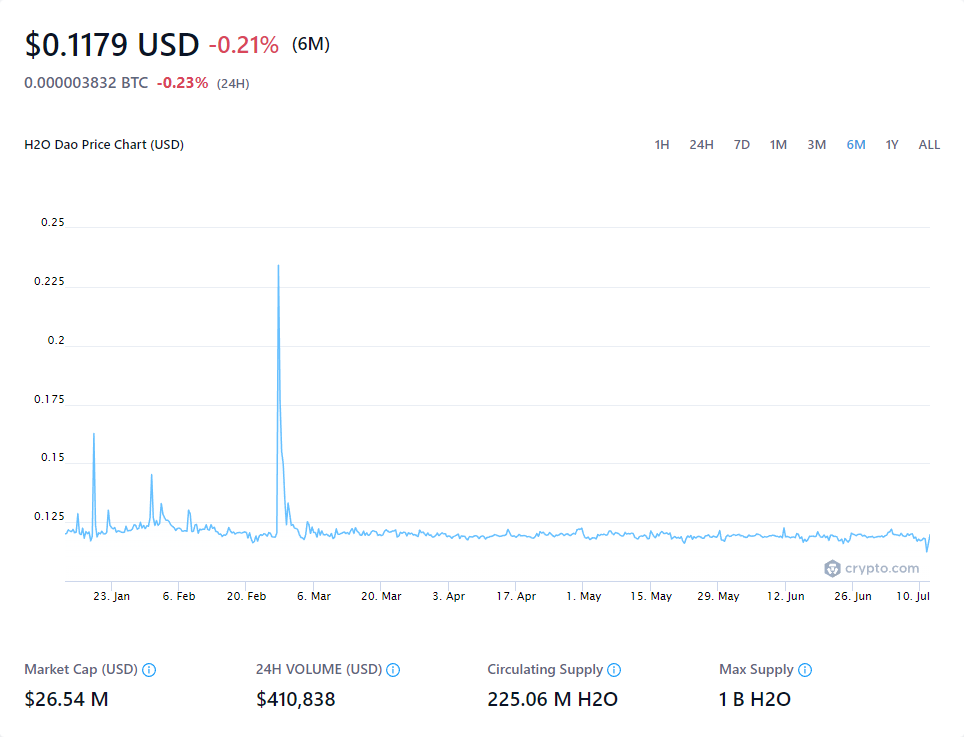 $0.1179 USD -0.21% (6M)
0.000003832 BTC -0.23% (24H)
H2O Dao Price Chart (USD) 1H 24H 7D 1M 3M 6M 1Y ALL
0.25
0.225
0.2
0.175
0.15
0.125
crypto.com
23. Jan 6. Feb 20. Feb 6. Mar 20. Mar 3. Apr 17. Apr 1. May 15. May 29. May 12. Jun 26. Jun 10. Jul
Market Cap (USD) 24H VOLUME (USD) Circulating Supply Max Supply
$26.54 M $410,838 225.06 M H2O 1 B H2O